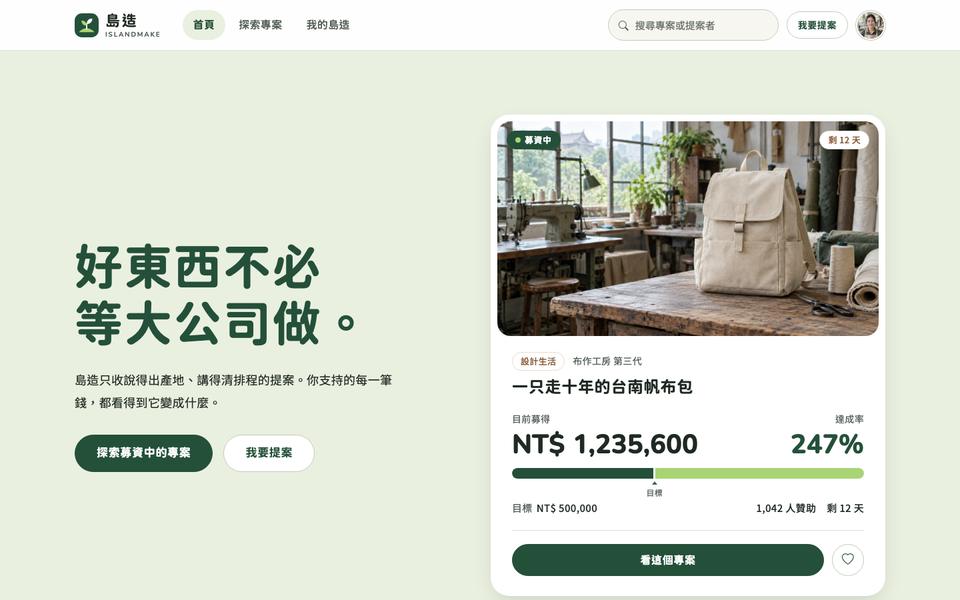 島造
ISLANDMAKE
首頁
探索專案
我的島造
搜尋專案或提案者
我要提案
好東西不必
等大公司做。
島造只收說得出產地、講得清排程的提案。你支持的每一筆
錢，都看得到它變成什麼。
探索募資中的專案
我要提案
募資中
剩 12 天
設計生活
布作工房 第三代
一只走十年的台南帆布包
目前募得
達成率
NT$ 1,235,600
247%
目標
目標 NT$ 500,000
1,042 人贊助
剩 12 天
看這個專案